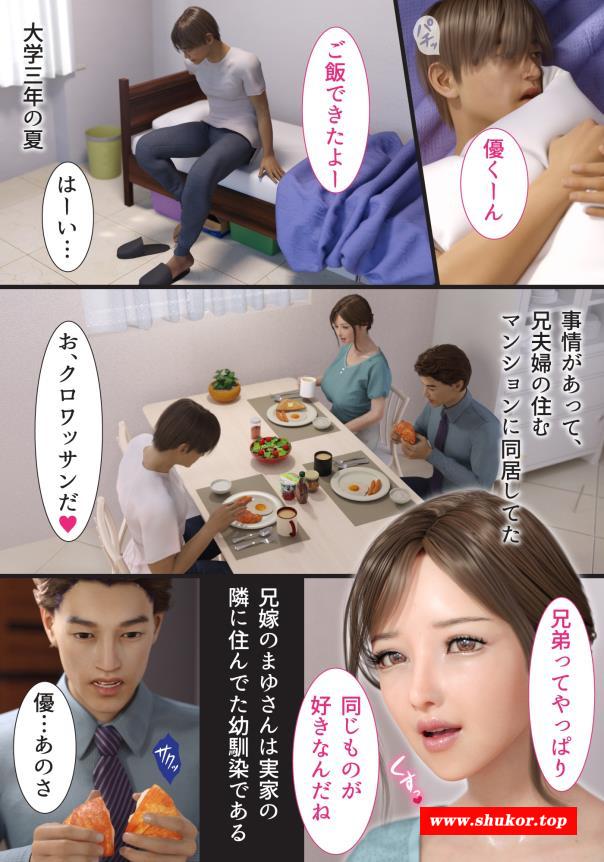 パチッ
優くーん
ご飯できたよー
大学三年の夏
はーい…
事情があって、
兄夫婦の住む
マンションに同居してた
お、クロワッサンだ♥
兄弟ってやっぱり
同じものが
好きなんだね
くすっ♥
兄嫁のまゆさんは実家の
隣に住んでた幼馴染である
優…あのさ
サクッ
www.shukor.top